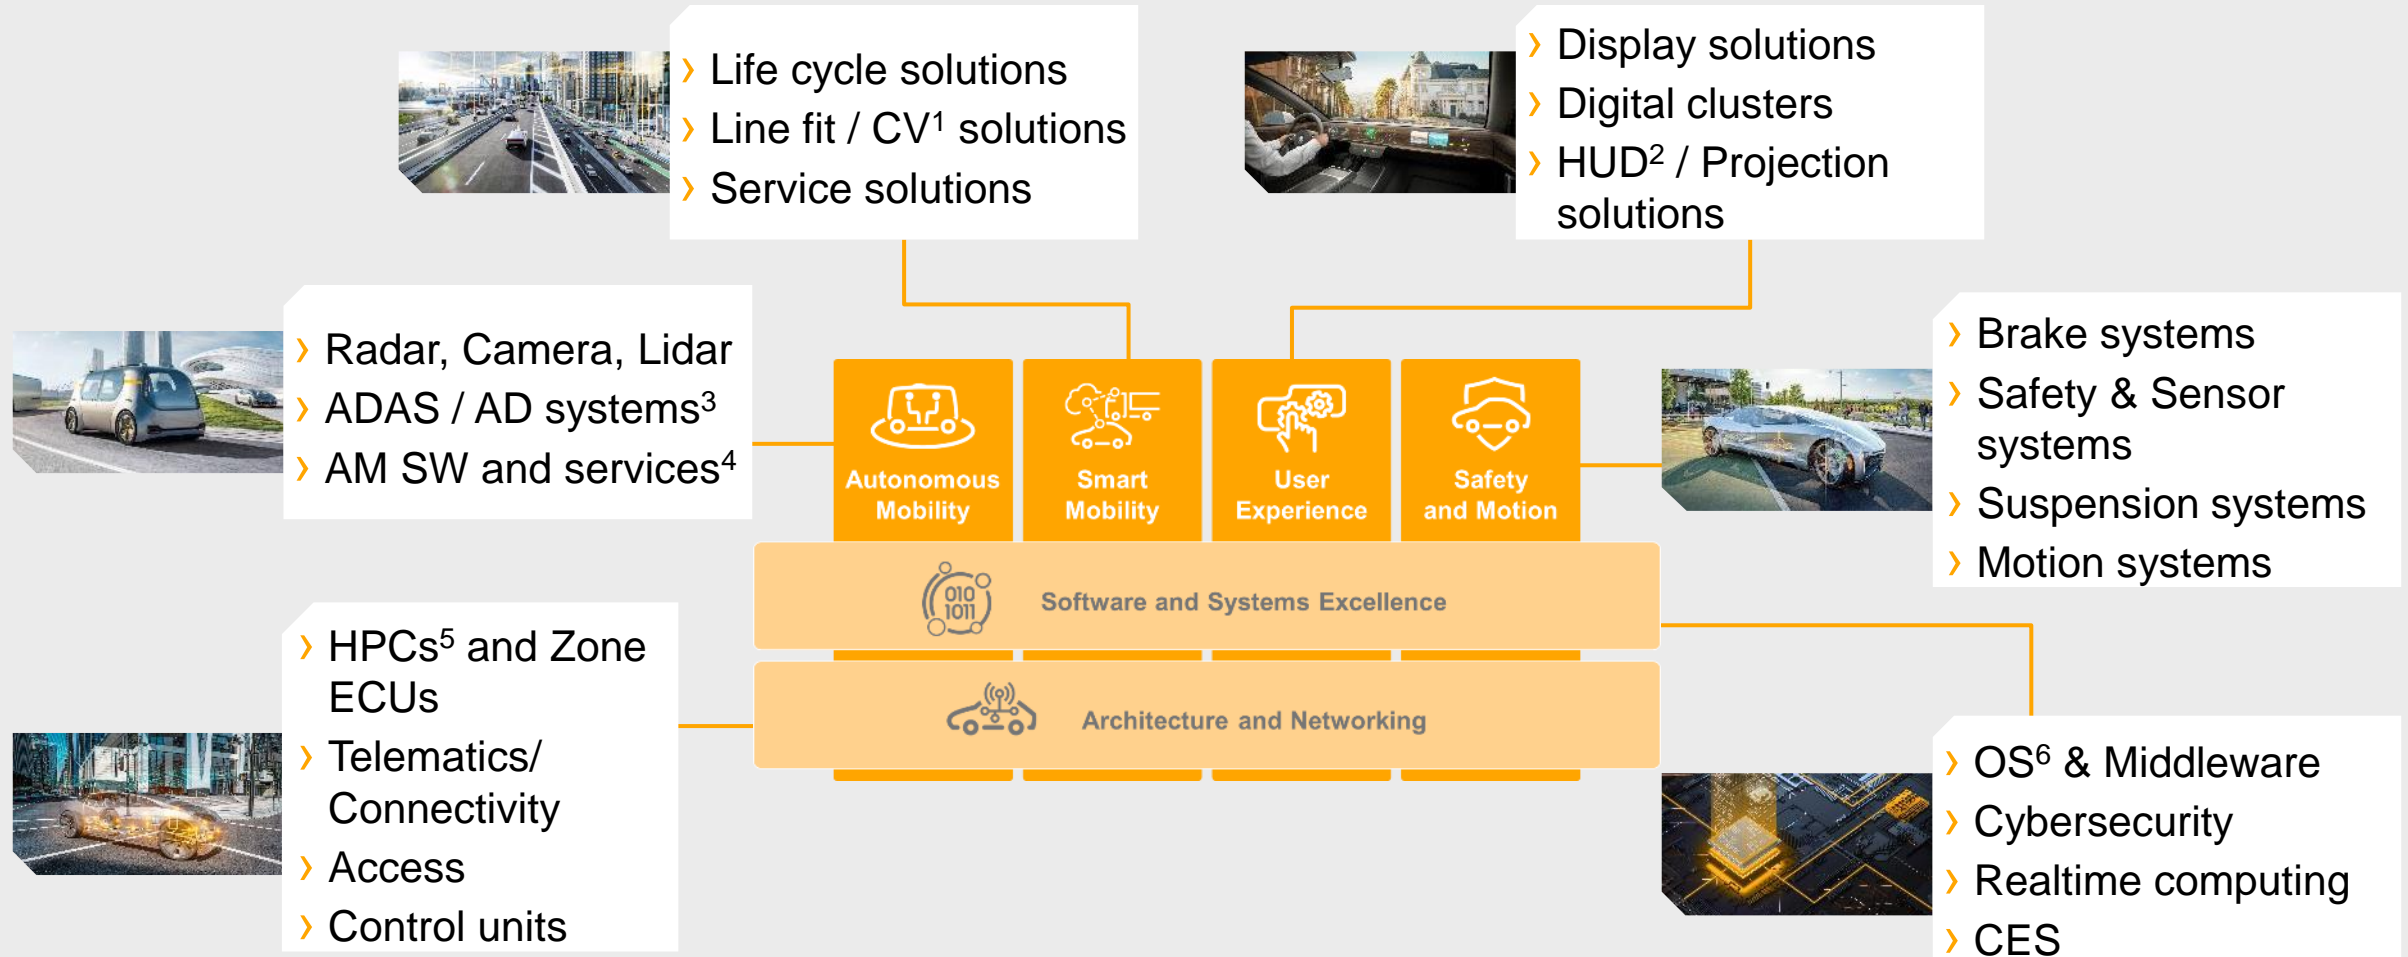 › Life cycle solutions
› Line fit / CV¹ solutions
› Service solutions
› Display solutions
› Digital clusters
› HUD² / Projection
solutions
› Radar, Camera, Lidar
› ADAS / AD systems³
› AM SW and services⁴
Autonomous
Mobility
Smart
Mobility
User
Experience
Safety
and Motion
› Brake systems
› Safety & Sensor
systems
› Suspension systems
› Motion systems
010
1011
Software and Systems Excellence
Architecture and Networking
› HPCs⁵ and Zone
ECUs
› Telematics/
Connectivity
› Access
› Control units
› OS⁶ & Middleware
› Cybersecurity
› Realtime computing
› CES